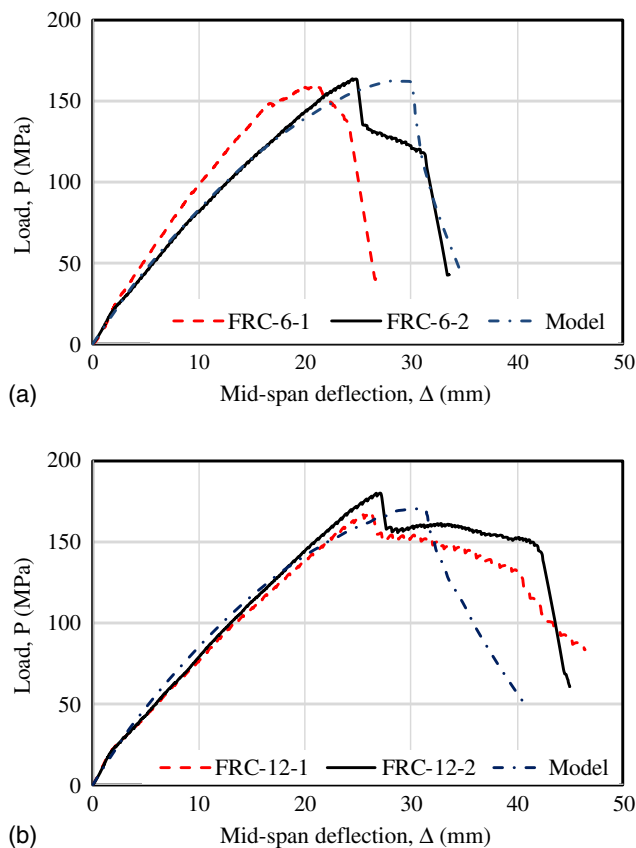 200
150
100
50
0
Load, P (MPa)
FRC-6-1 FRC-6-2 Model
0 10 20 30 40 50
(a) Mid-span deflection, Δ (mm)
200
150
100
50
0
Load, P (MPa)
FRC-12-1 FRC-12-2 Model
0 10 20 30 40 50
(b) Mid-span deflection, Δ (mm)